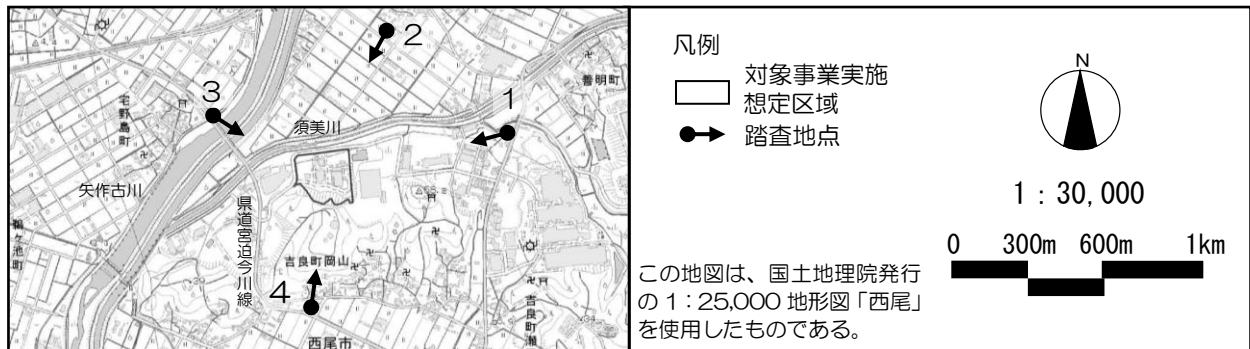 2
3
1
4
善明町
宅野島町
須美川
矢作古川
県道宮迫今川線
吉良町岡山
西尾市
凡例
対象事業実施
想定区域
踏査地点
N
1：30,000
0 300m 600m 1km
この地図は、国土地理院発行
の 1：25,000 地形図「西尾」
を使用したものである。